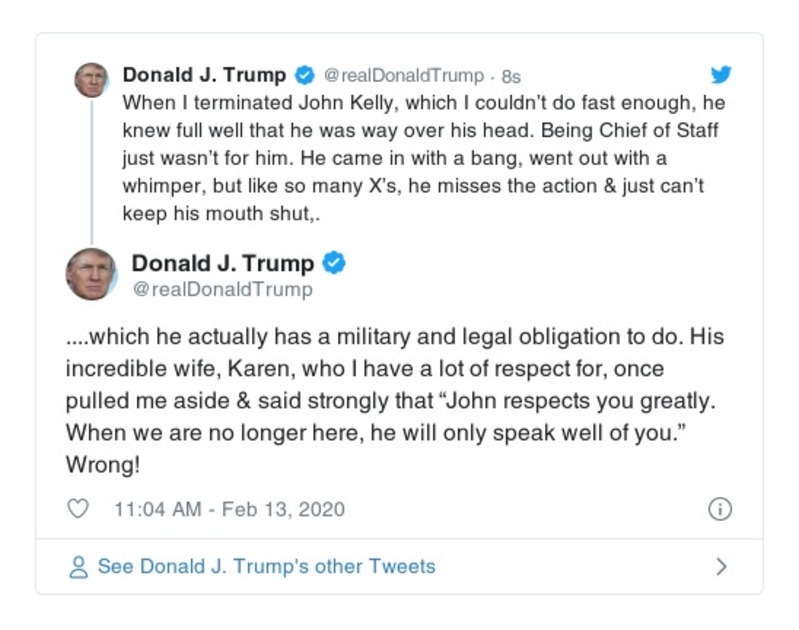 Donald J. Trump @realDonaldTrump · 8s
When I terminated John Kelly, which I couldn't do fast enough, he
knew full well that he was way over his head. Being Chief of Staff
just wasn't for him. He came in with a bang, went out with a
whimper, but like so many X's, he misses the action & just can't
keep his mouth shut,.
Donald J. Trump
@realDonaldTrump
....which he actually has a military and legal obligation to do. His
incredible wife, Karen, who I have a lot of respect for, once
pulled me aside & said strongly that “John respects you greatly.
When we are no longer here, he will only speak well of you.”
Wrong!
11:04 AM - Feb 13, 2020
See Donald J. Trump's other Tweets